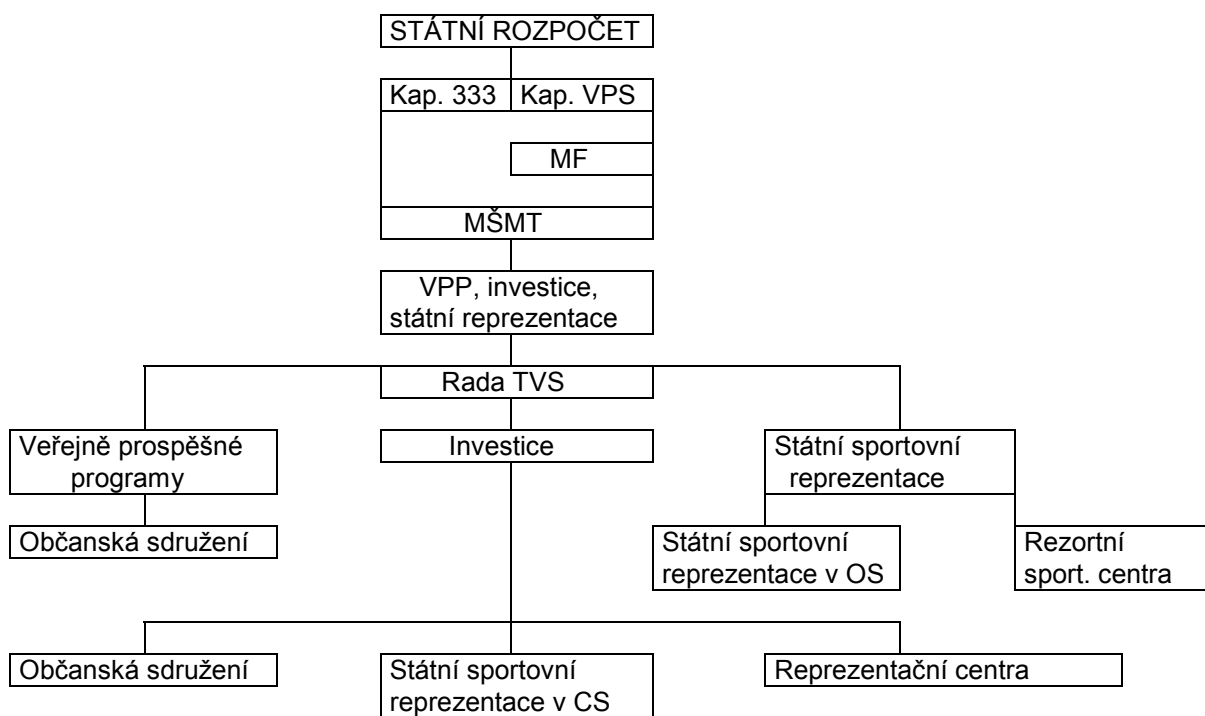 STÁTNÍ ROZPOČET
Kap. 333 Kap. VPS
MF
MŠMT
VPP, investice,
státní reprezentace
Rada TVS
Veřejně prospěšné
programy
Investice
Státní sportovní
reprezentace
Občanská sdružení
Státní sportovní
reprezentace v OS
Rezortní
sport. centra
Občanská sdružení
Státní sportovní
reprezentace v CS
Reprezentační centra